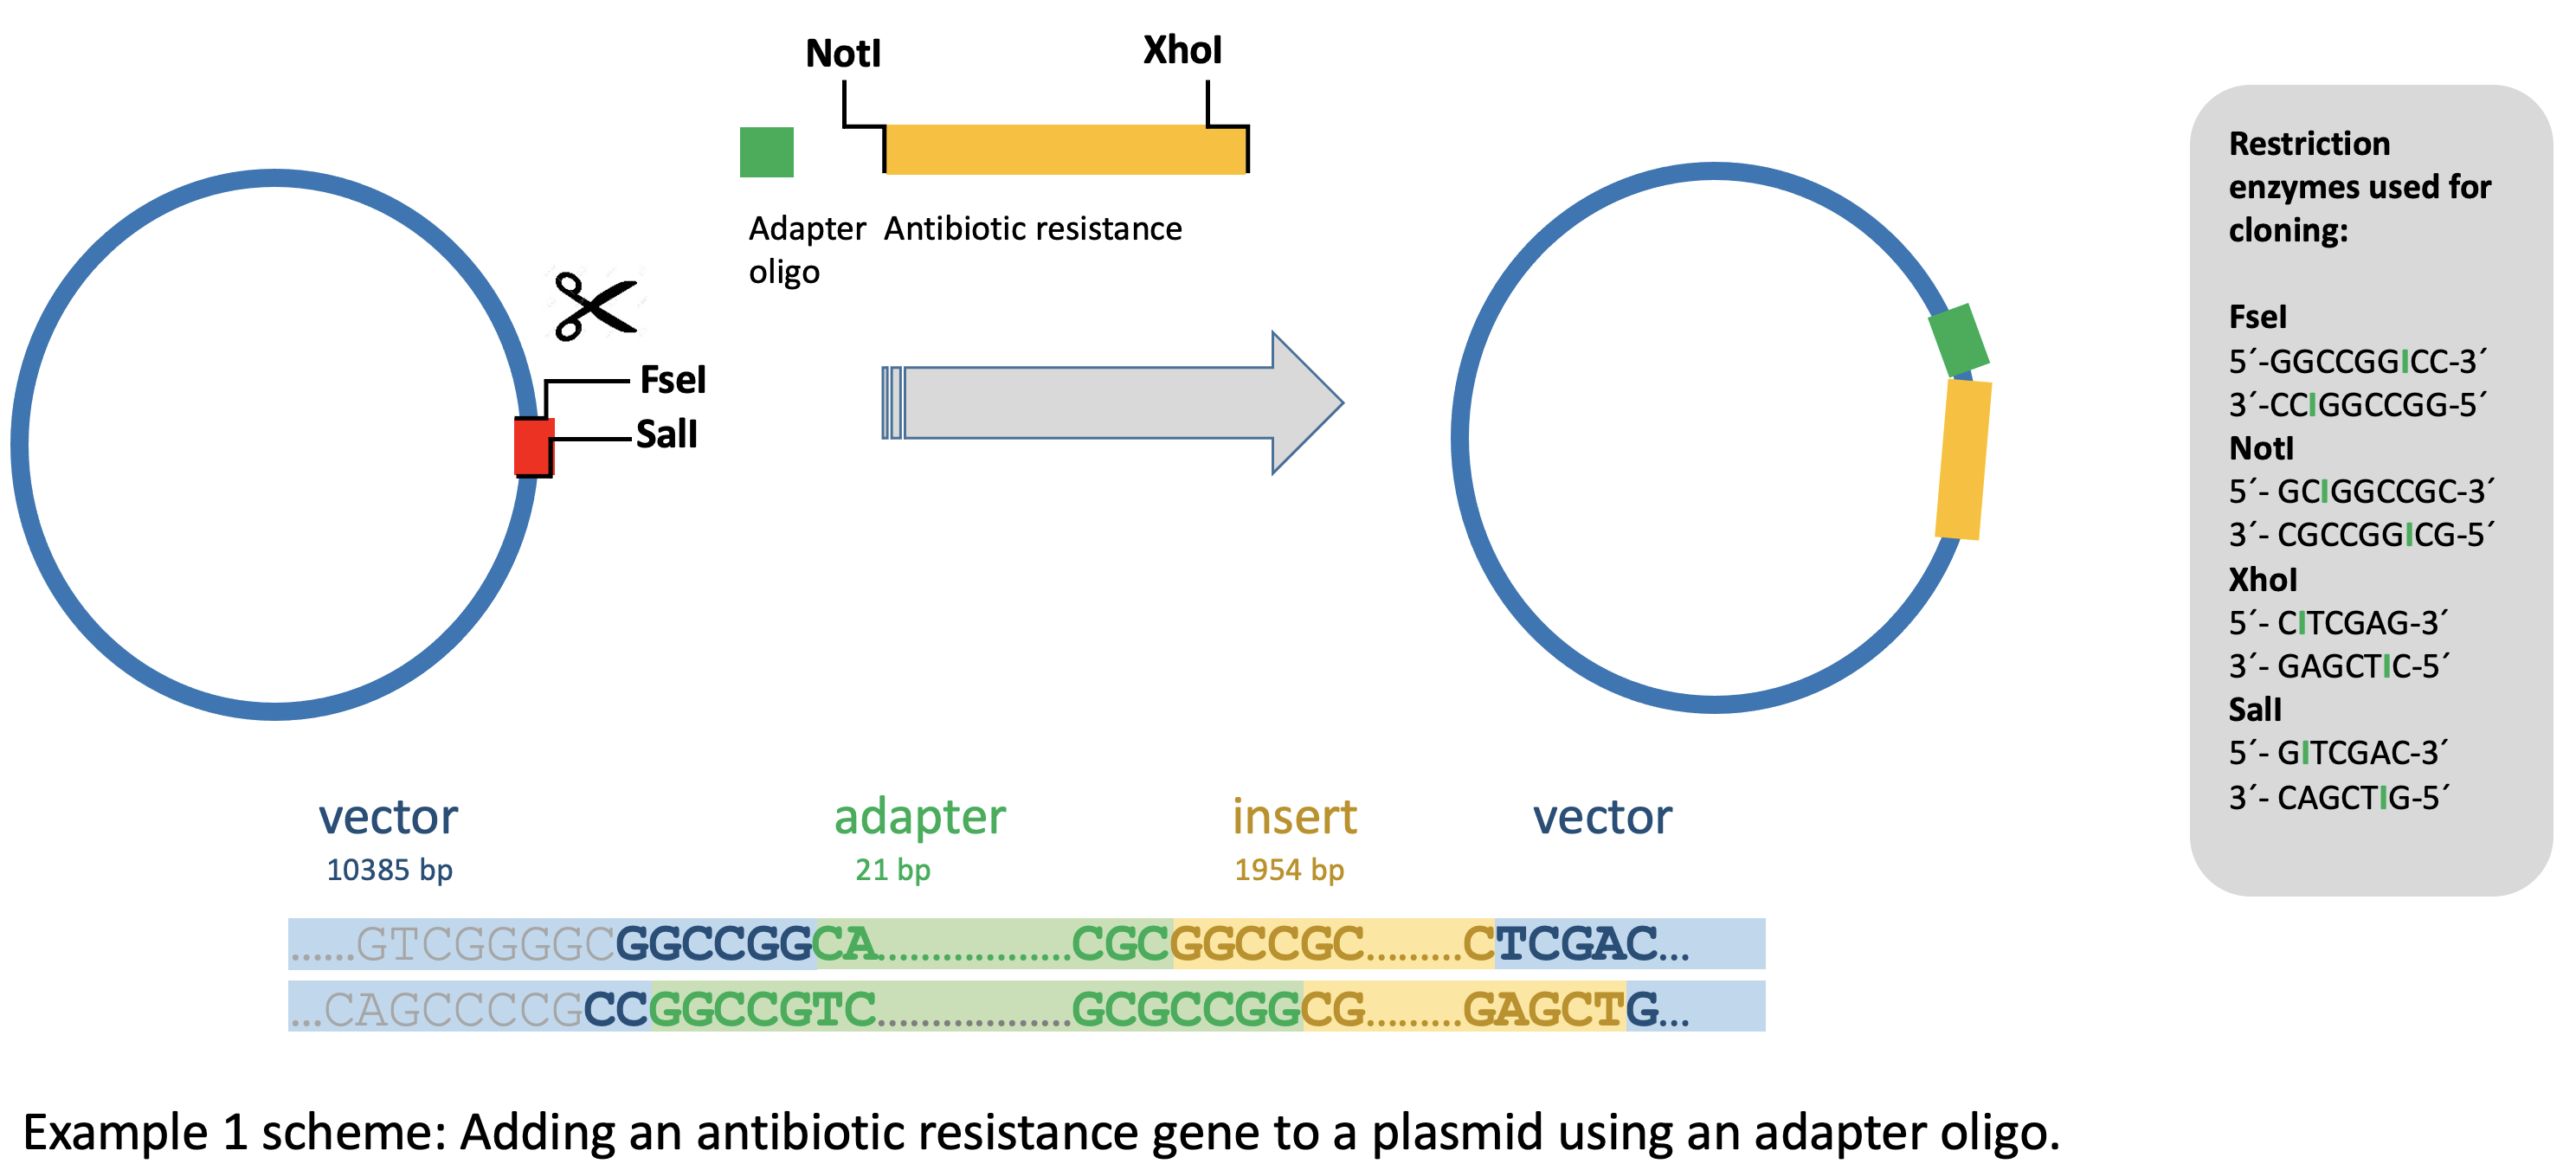 NotI
XhoI
Adapter
oligo
Antibiotic resistance
FseI
SalI
Restriction
enzymes used for
cloning:
FseI
5´-GGCCGGICC-3´
3´-CCIGGCCGG-5´
NotI
5´- GCIGGCCGC-3´
3´- CGCCGGICG-5´
XhoI
5´- CITCGAG-3´
3´- GAGCTIC-5´
SalI
5´- GITCGAC-3´
3´- CAGCTIG-5´
vector
10385 bp
adapter
21 bp
insert
1954 bp
vector
......GTCGGGGCGGCCGGCA..................CGCGGCCGC.........CTCGAC...
...CAGCCCCGCCGGCCGTC..................GCGCCGGCG.........GAGCTG...
Example 1 scheme: Adding an antibiotic resistance gene to a plasmid using an adapter oligo.